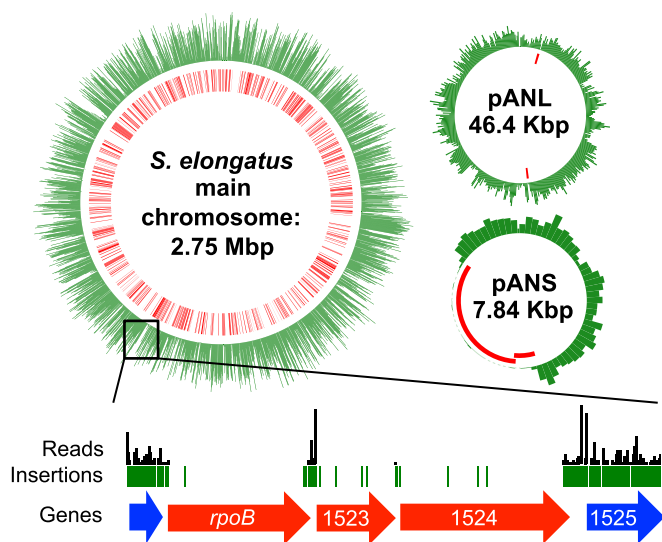 S. elongatus
main
chromosome:
2.75 Mbp
pANL
46.4 Kbp
pANS
7.84 Kbp
Reads
Insertions
Genes
rpoB
1523
1524
1525